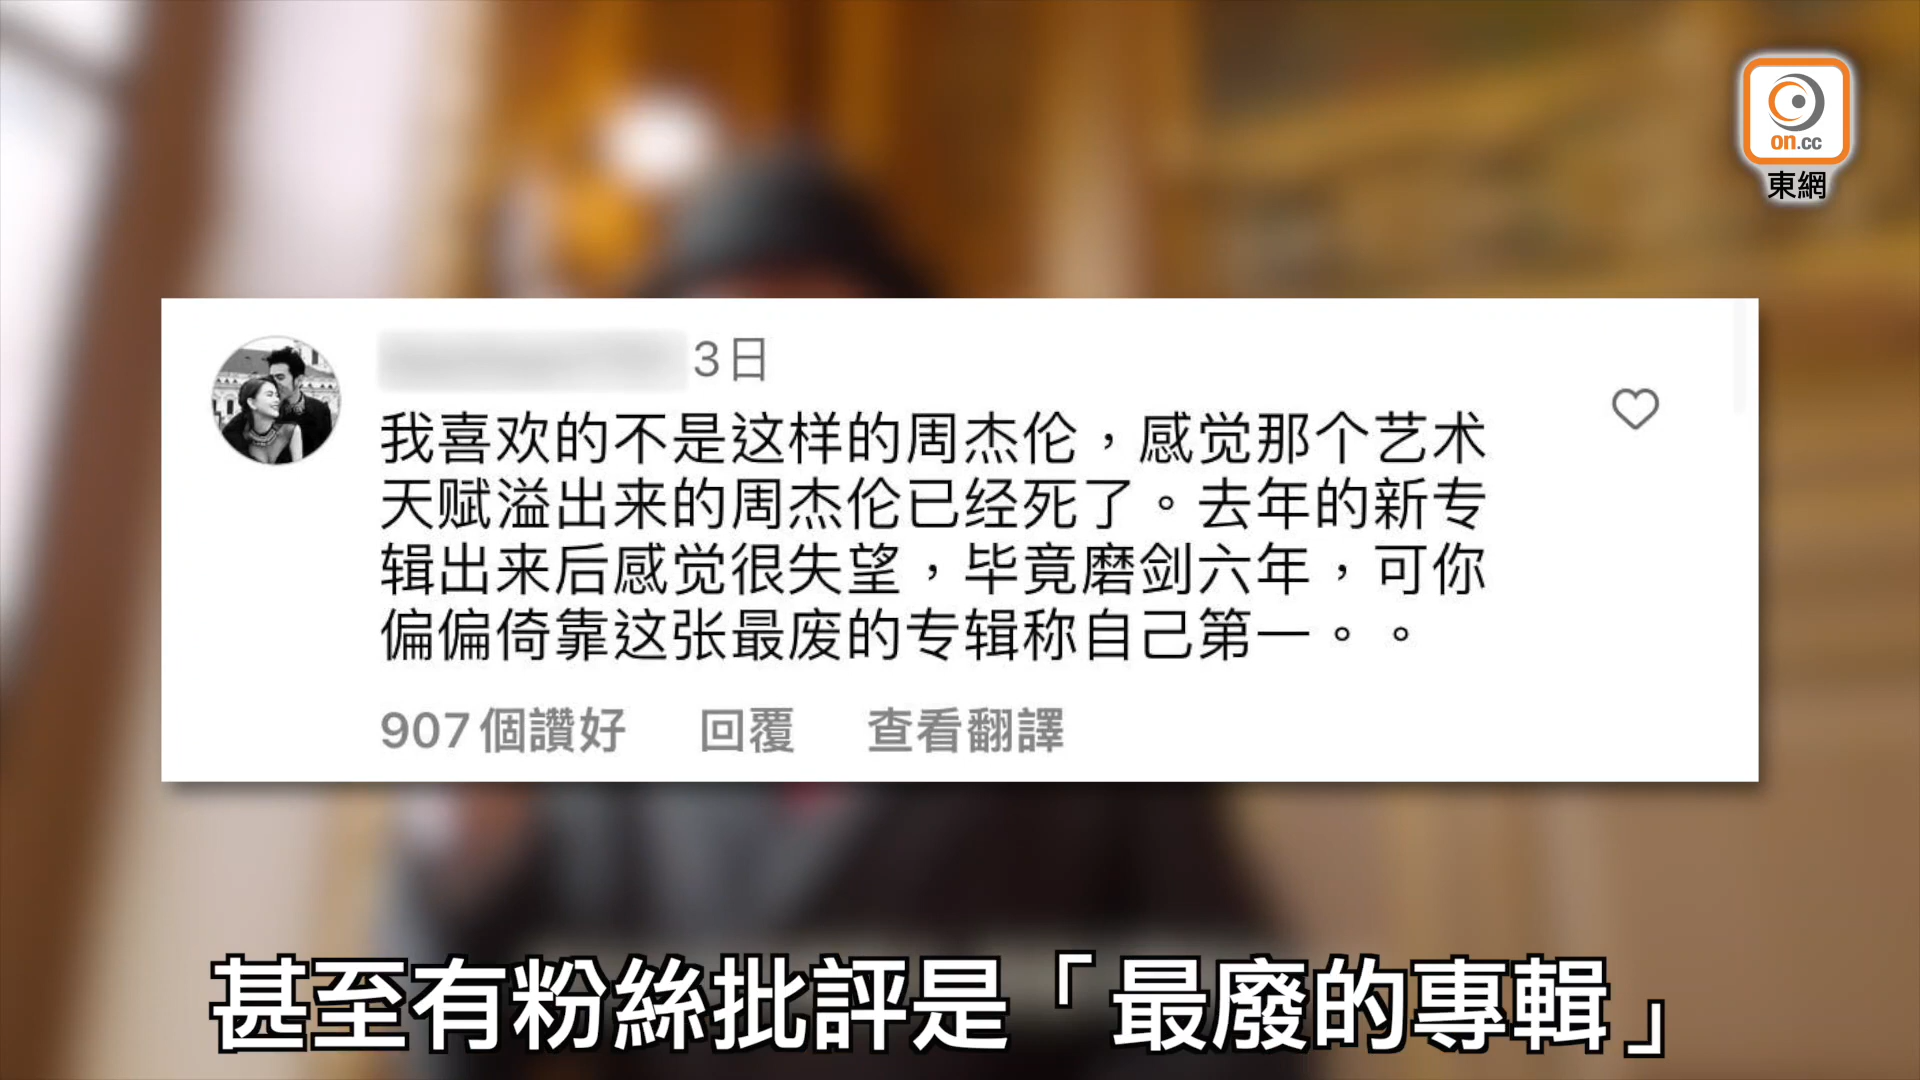 on.cc
東網
3日
我喜欢的不是这样的周杰伦，感觉那个艺术
天赋溢出来的周杰伦已经死了。去年的新专
辑出来后感觉很失望，毕竟磨剑六年，可你
偏偏倚靠这张最废的专辑称自己第一。。
907個讚好 回覆 查看翻譯
甚至有粉絲批評是「最廢的專輯」